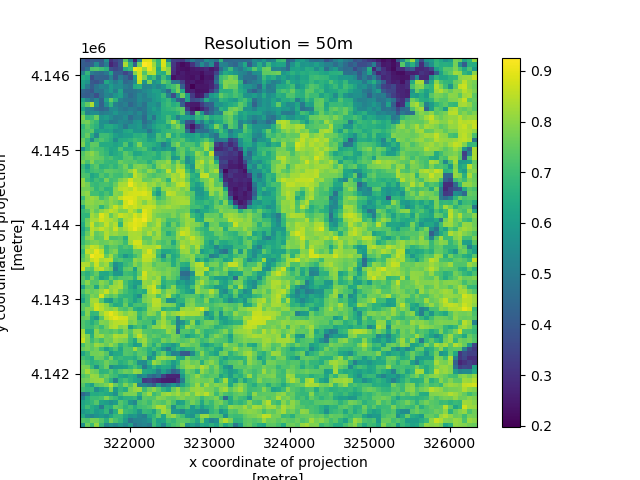 Resolution = 50m
1e6
4.146
4.145
4.144
4.143
4.142
y coordinate of projection
[metre]
322000 323000 324000 325000 326000
x coordinate of projection
[metre]
0.9
0.8
0.7
0.6
0.5
0.4
0.3
0.2